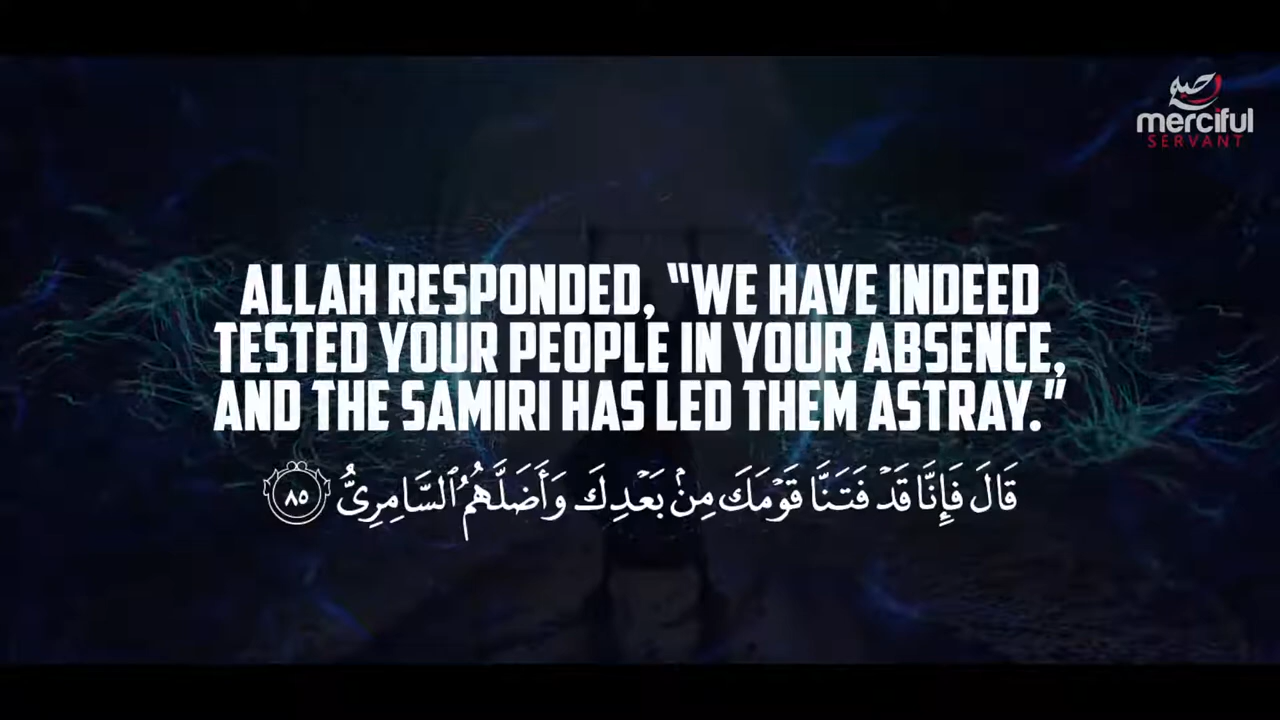 merciful
SERVANT
ALLAH RESPONDED, “WE HAVE INDEED
TESTED YOUR PEOPLE IN YOUR ABSENCE,
AND THE SAMIRI HAS LED THEM ASTRAY.”
قَالَ فَإِنَّا قَدْ فَتَنَّا قَوْمَكَ مِنۢ بَعْدِكَ وَأَضَلَّهُمُ ٱلسَّامِرِىُّ ٨٥